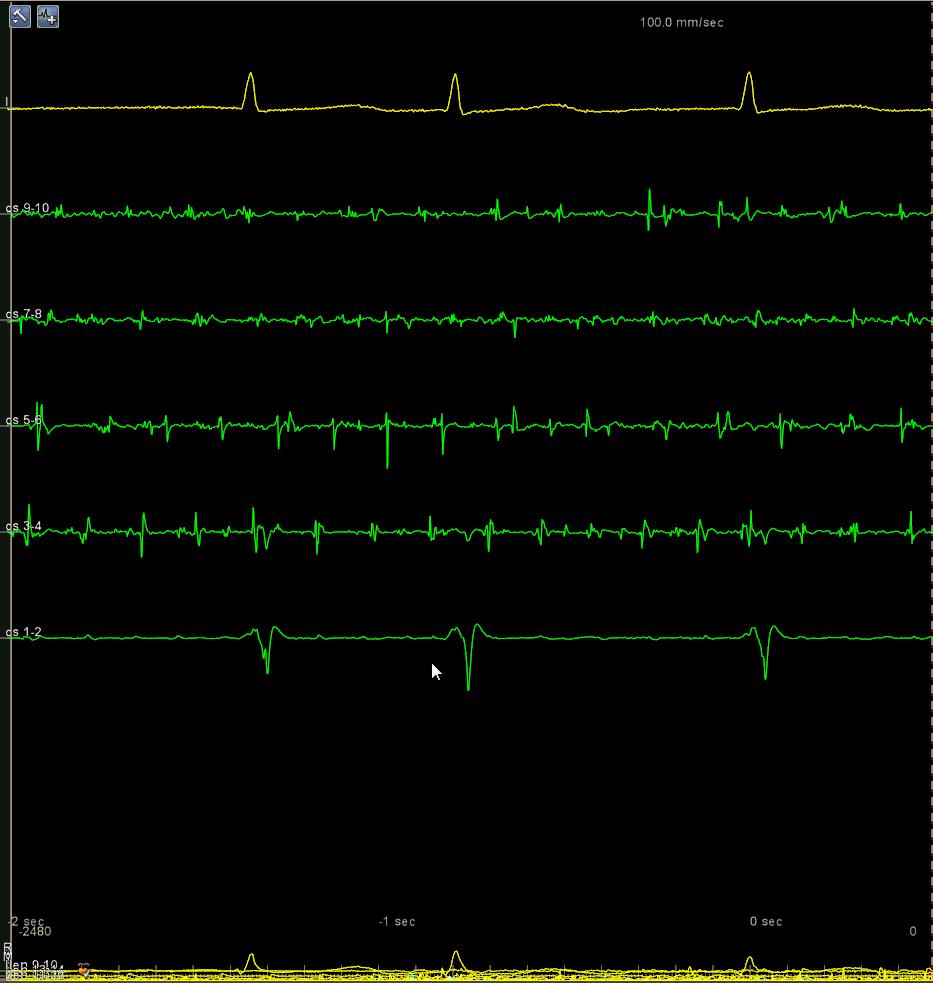 100.0 mm/sec
I
cs 9-10
cs 7-8
cs 5-6
cs 3-4
cs 1-2
-2 sec
-1 sec
0 sec
-2480
0